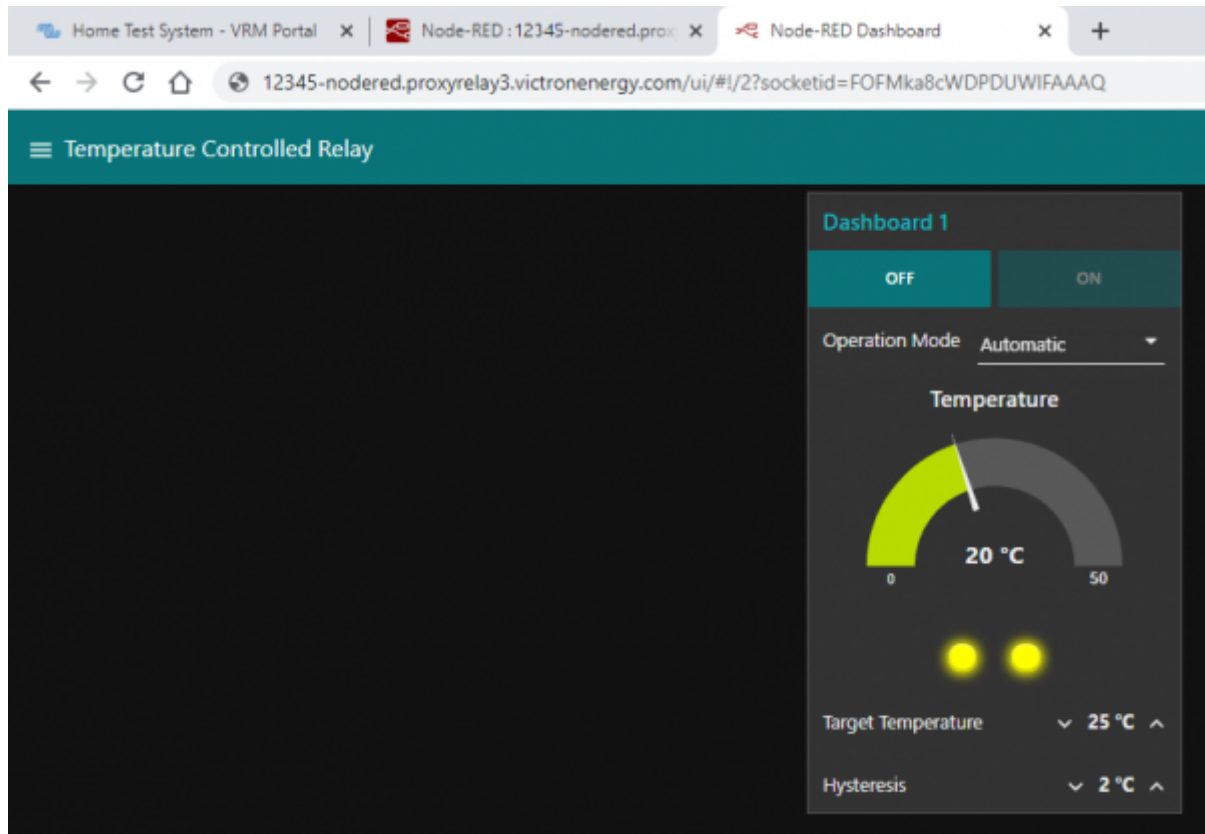 Home Test System - VRM Portal
Node-RED : 12345-nodered.prox
Node-RED Dashboard
12345-nodered.proxyrelay3.victronenergy.com/ui/#!/2?socketid=FOFMka8cWDPDUWIFAAAQ
Temperature Controlled Relay
Dashboard 1
OFF ON
Operation Mode Automatic
Temperature
20 °C
0 50
Target Temperature 25 °C
Hysteresis 2 °C